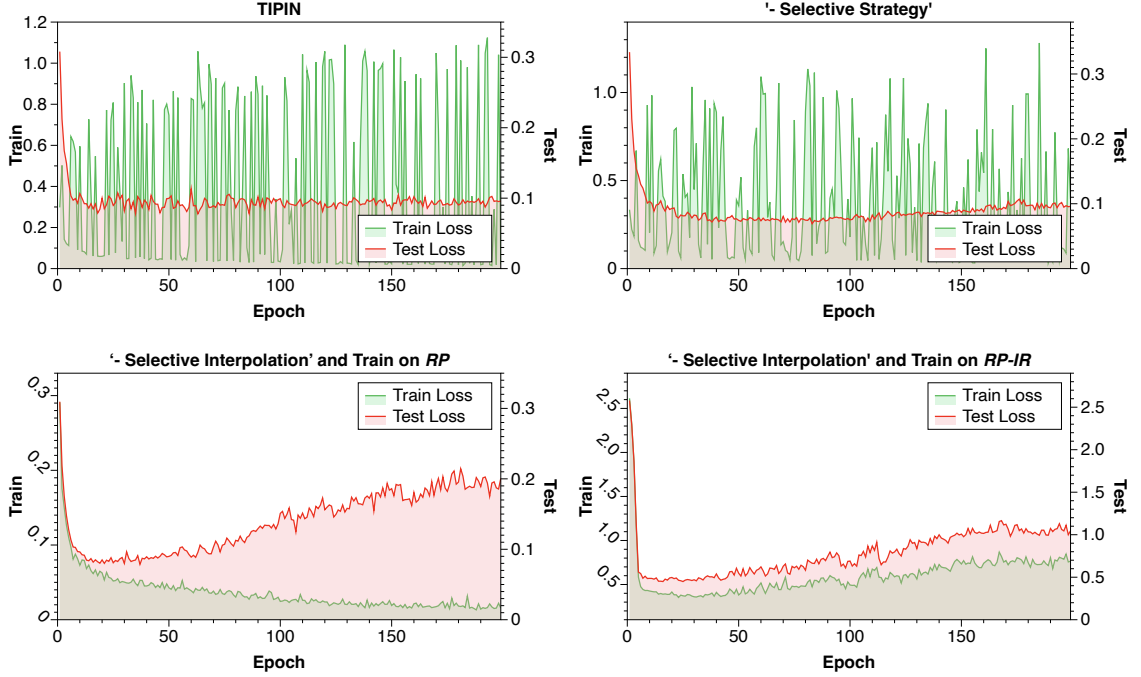 TIPIN
1.2
1.0
0.8
0.6
0.4
0.2
0
Train
0.3
0.2
0.1
0
Test
Train Loss
Test Loss
0
50
100
150
Epoch
'- Selective Strategy'
1.0
0.5
0
Train
0.3
0.2
0.1
0
Test
Train Loss
Test Loss
0
50
100
150
Epoch
‘- Selective Interpolation’ and Train on RP
0.3
0.2
0.1
0
Train
0.3
0.2
0.1
0
Test
Train Loss
Test Loss
0
50
100
150
Epoch
‘- Selective Interpolation' and Train on RP-IR
2.5
2.0
1.5
1.0
0.5
Train
2.5
2.0
1.5
1.0
0.5
0
Test
Train Loss
Test Loss
0
50
100
150
Epoch